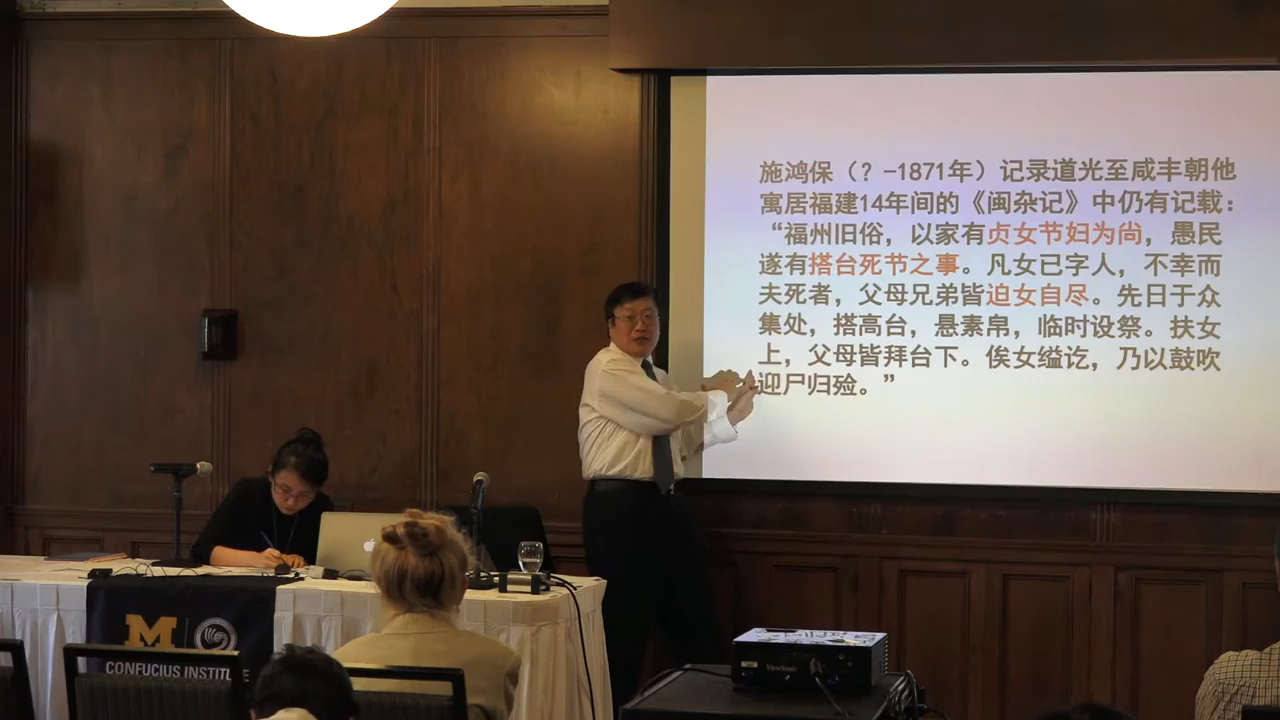 施鸿保（？-1871年）记录道光至咸丰朝他
寓居福建14年间的《闽杂记》中仍有记载：
“福州旧俗，以家有贞女节妇为尚，愚民
遂有搭台死节之事。凡女已字人，不幸而
夫死者，父母兄弟皆迫女自尽。先日于众
集处，搭高台，悬素帛，临时设祭。扶女
上，父母皆拜台下。俟女缢讫，乃以鼓吹
迎尸归殓。”
M
CONFUCIUS INSTITUTE
ViewSonic